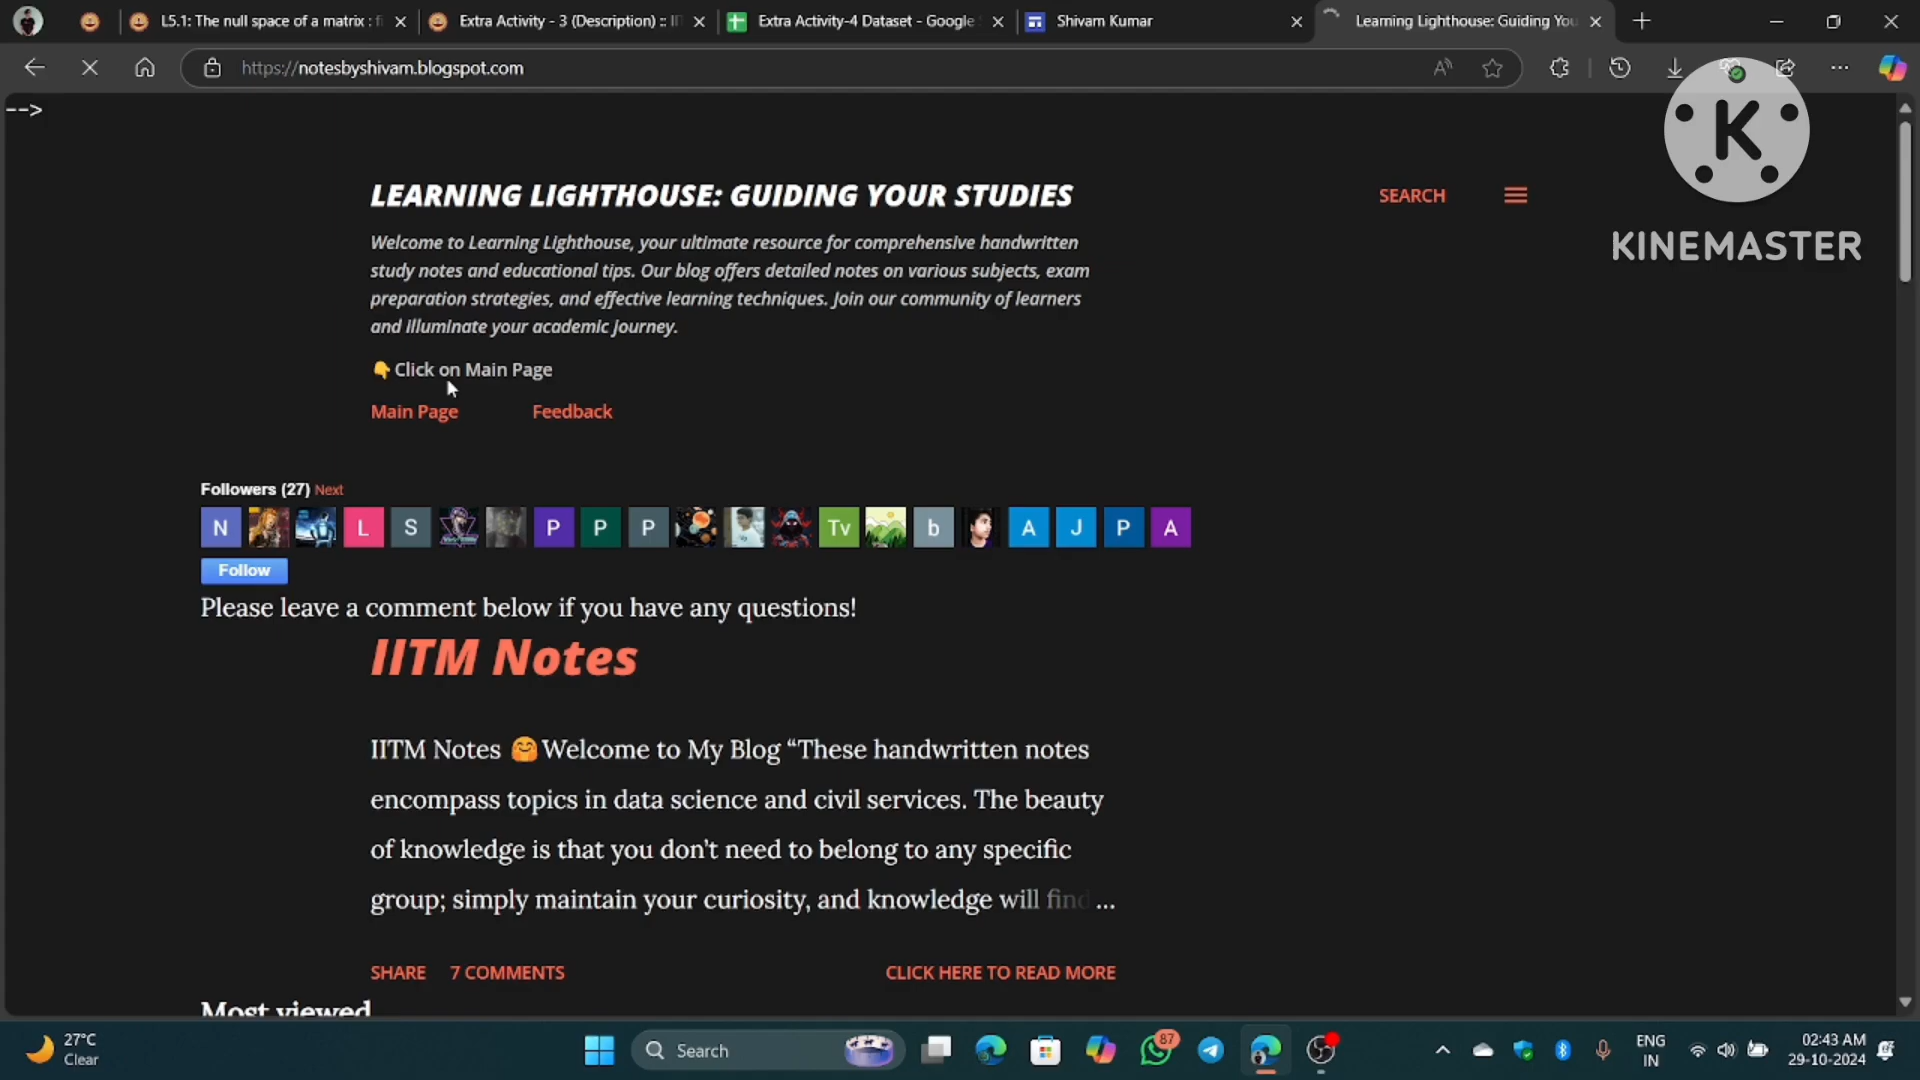 L5.1: The null space of a matrix : fi
Extra Activity - 3 (Description) :: IIT
Extra Activity-4 Dataset - Google S
Shivam Kumar
Learning Lighthouse: Guiding You
https://notesbyshivam.blogspot.com
-->
K
KINEMASTER
LEARNING LIGHTHOUSE: GUIDING YOUR STUDIES
SEARCH
Welcome to Learning Lighthouse, your ultimate resource for comprehensive handwritten
study notes and educational tips. Our blog offers detailed notes on various subjects, exam
preparation strategies, and effective learning techniques. Join our community of learners
and illuminate your academic journey.
👇Click on Main Page
Main Page Feedback
Followers (27) Next
N L S P P P Tv b A J P A
Follow
Please leave a comment below if you have any questions!
IITM Notes
IITM Notes 🤗Welcome to My Blog “These handwritten notes
encompass topics in data science and civil services. The beauty
of knowledge is that you don’t need to belong to any specific
group; simply maintain your curiosity, and knowledge will find ...
SHARE 7 COMMENTS CLICK HERE TO READ MORE
Most viewed
27°C
Clear
Search
87
ENG
IN
02:43 AM
29-10-2024